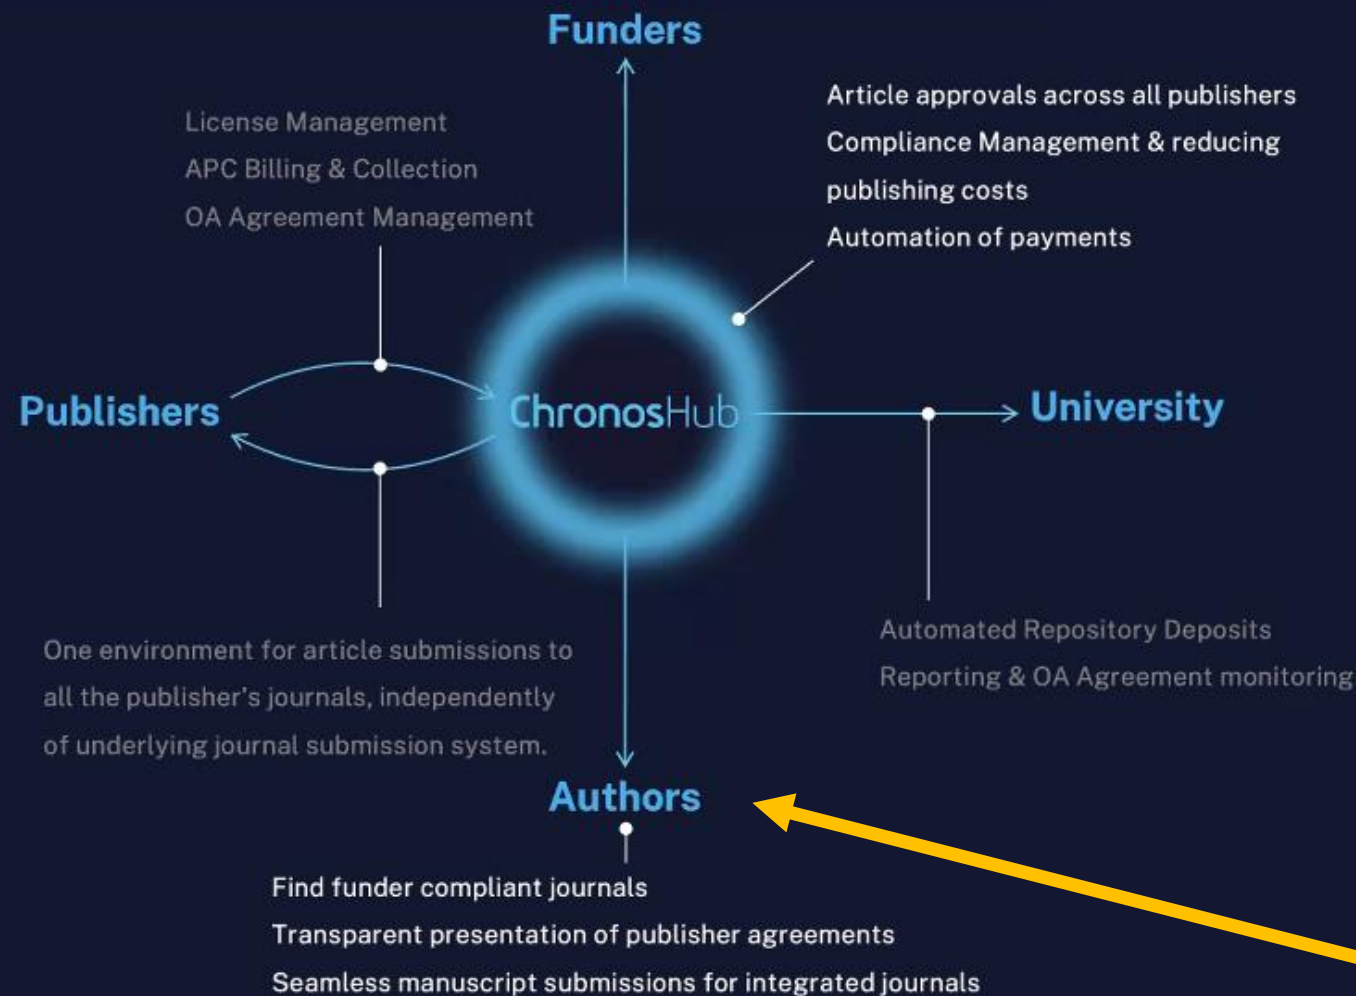 Funders
License Management
APC Billing & Collection
OA Agreement Management
Article approvals across all publishers
Compliance Management & reducing
publishing costs
Automation of payments
Publishers
ChronosHub
University
One environment for article submissions to
all the publisher's journals, independently
of underlying journal submission system.
Automated Repository Deposits
Reporting & OA Agreement monitoring
Authors
Find funder compliant journals
Transparent presentation of publisher agreements
Seamless manuscript submissions for integrated journals